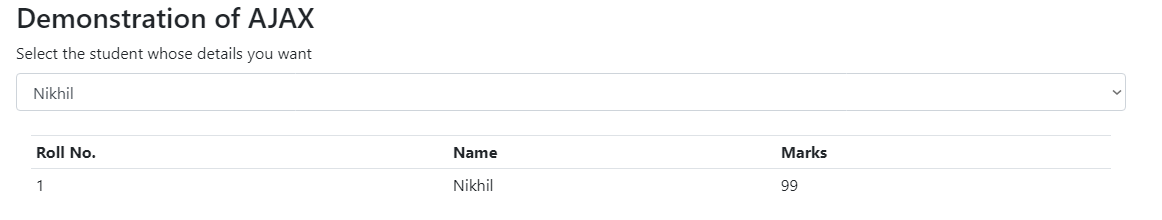 Demonstration of AJAX
Select the student whose details you want
Nikhil
Roll No. Name Marks
1 Nikhil 99